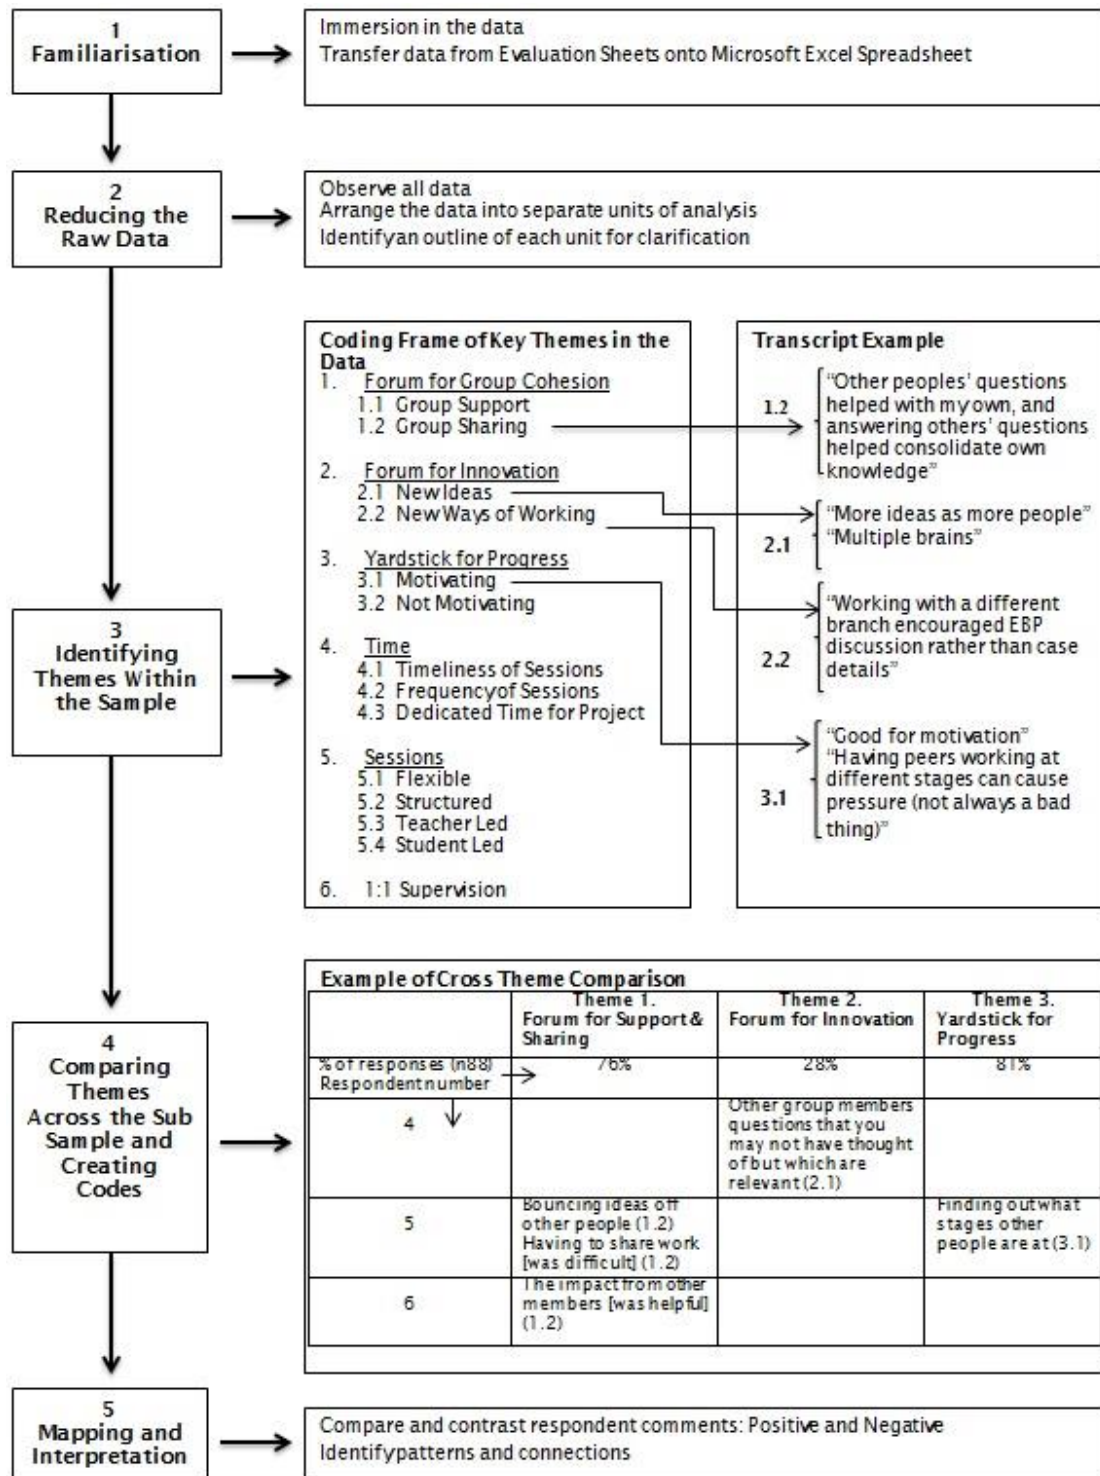 1
Familiarisation
Immersion in the data
Transfer data from Evaluation Sheets onto Microsoft Excel Spreadsheet
2
Reducing the
Raw Data
Observe all data
Arrange the data into separate units of analysis
Identify an outline of each unit for clarification
3
Identifying
Themes Within
the Sample
Coding Frame of Key Themes in the
Data
1. Forum for Group Cohesion
1.1 Group Support
1.2 Group Sharing
2. Forum for Innovation
2.1 New Ideas
2.2 New Ways of Working
3. Yardstick for Progress
3.1 Motivating
3.2 Not Motivating
4. Time
4.1 Timeliness of Sessions
4.2 Frequency of Sessions
4.3 Dedicated Time for Project
5. Sessions
5.1 Flexible
5.2 Structured
5.3 Teacher Led
5.4 Student Led
6. 1:1 Supervision
Transcript Example
1.2
“Other peoples’ questions
helped with my own, and
answering others’ questions
helped consolidate own
knowledge”
2.1
“More ideas as more people”
“Multiple brains”
2.2
“Working with a different
branch encouraged EBP
discussion rather than case
details”
3.1
“Good for motivation”
“Having peers working at
different stages can cause
pressure (not always a bad
thing)”
4
Comparing
Themes
Across the Sub
Sample and
Creating
Codes
Example of Cross Theme Comparison
Theme 1.
Forum for Support &
Sharing
Theme 2.
Forum for Innovation
Theme 3.
Yardstick for
Progress
% of responses (n88)
Respondent number
76%
28%
81%
4
Other group members
questions that you
may not have thought
of but which are
relevant (2.1)
5
Bouncing ideas off
other people (1.2)
Having to share work
[was difficult] (1.2)
Finding out what
stages other
people are at (3.1)
6
The impact from other
members [was helpful]
(1.2)
5
Mapping and
Interpretation
Compare and contrast respondent comments: Positive and Negative
Identify patterns and connections